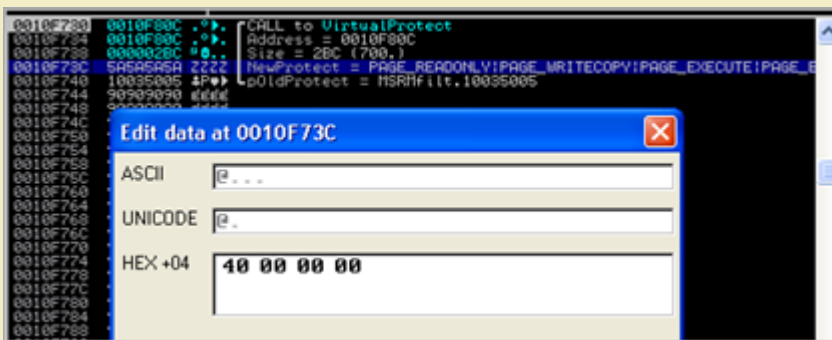 0010F730 0010F80C CALL to VirtualProtect
0010F734 0010F80C Address = 0010F80C
0010F738 000002BC Size = 2BC (700.)
0010F73C 5A5A5A5A ZZZZ NewProtect = PAGE_READONLY|PAGE_WRITECOPY|PAGE_EXECUTE|PAGE_E
0010F740 10035005 pOldProtect = MSRMfilt.10035005
0010F744 90909090
0010F748 90909090
0010F74C
0010F750
0010F754
0010F758
0010F75C
0010F760
0010F764
0010F768
0010F76C
0010F770
0010F774
0010F778
0010F77C
0010F780
0010F784
0010F788
Edit data at 0010F73C
ASCII @...
UNICODE @.
HEX +04 40 00 00 00